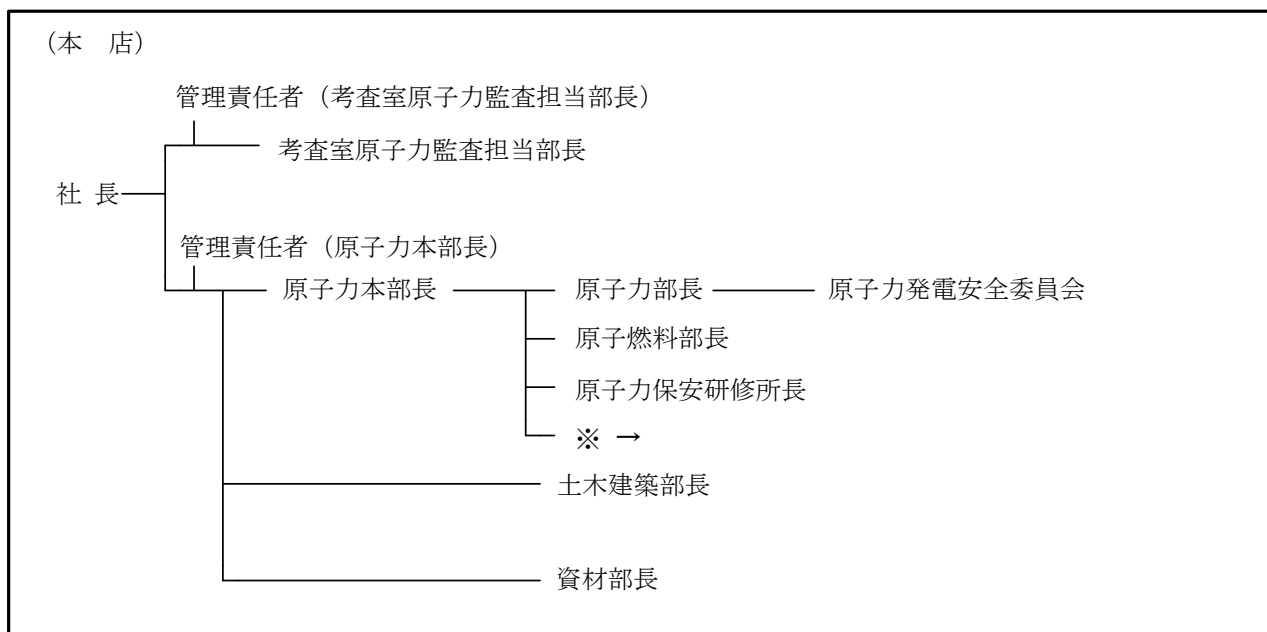 (本　店)
管理責任者（考査室原子力監査担当部長）
考査室原子力監査担当部長
社 長
管理責任者（原子力本部長）
原子力本部長　原子力部長　原子力発電安全委員会
原子燃料部長
原子力保安研修所長
※ →
土木建築部長
資材部長